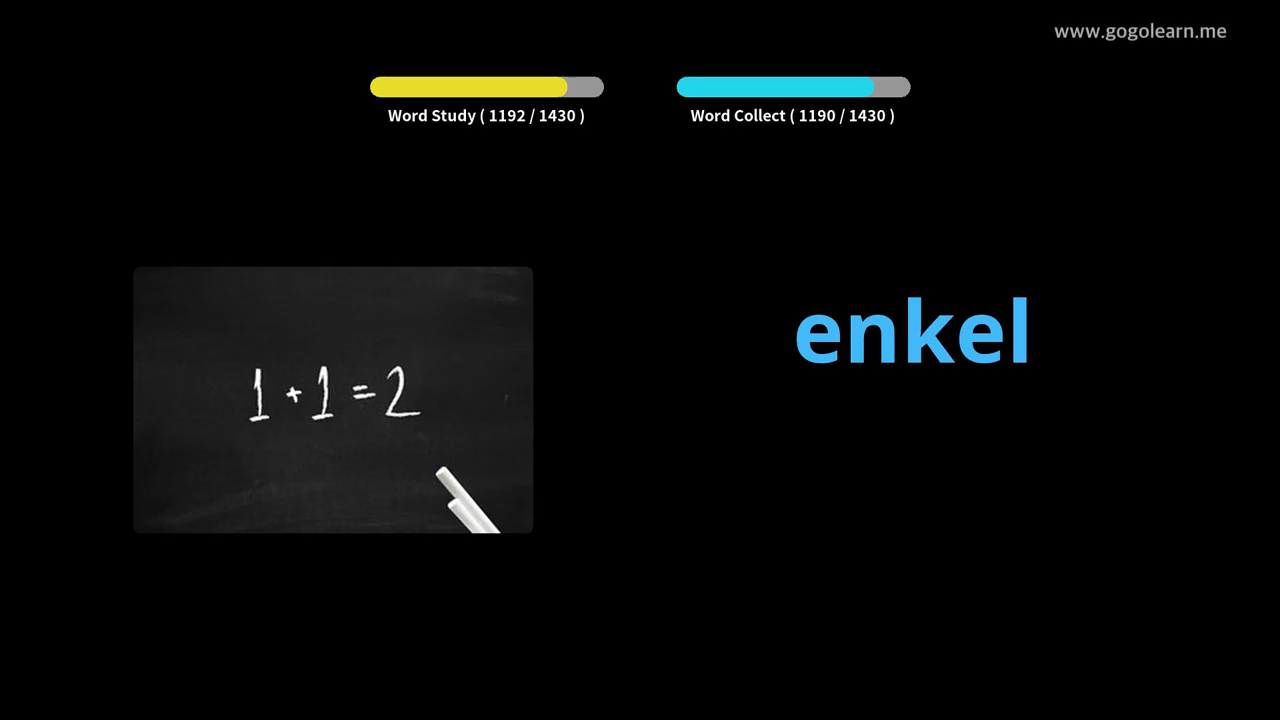 www.gogolearn.me
Word Study ( 1192 / 1430 )
Word Collect ( 1190 / 1430 )
enkel
1 + 1 = 2